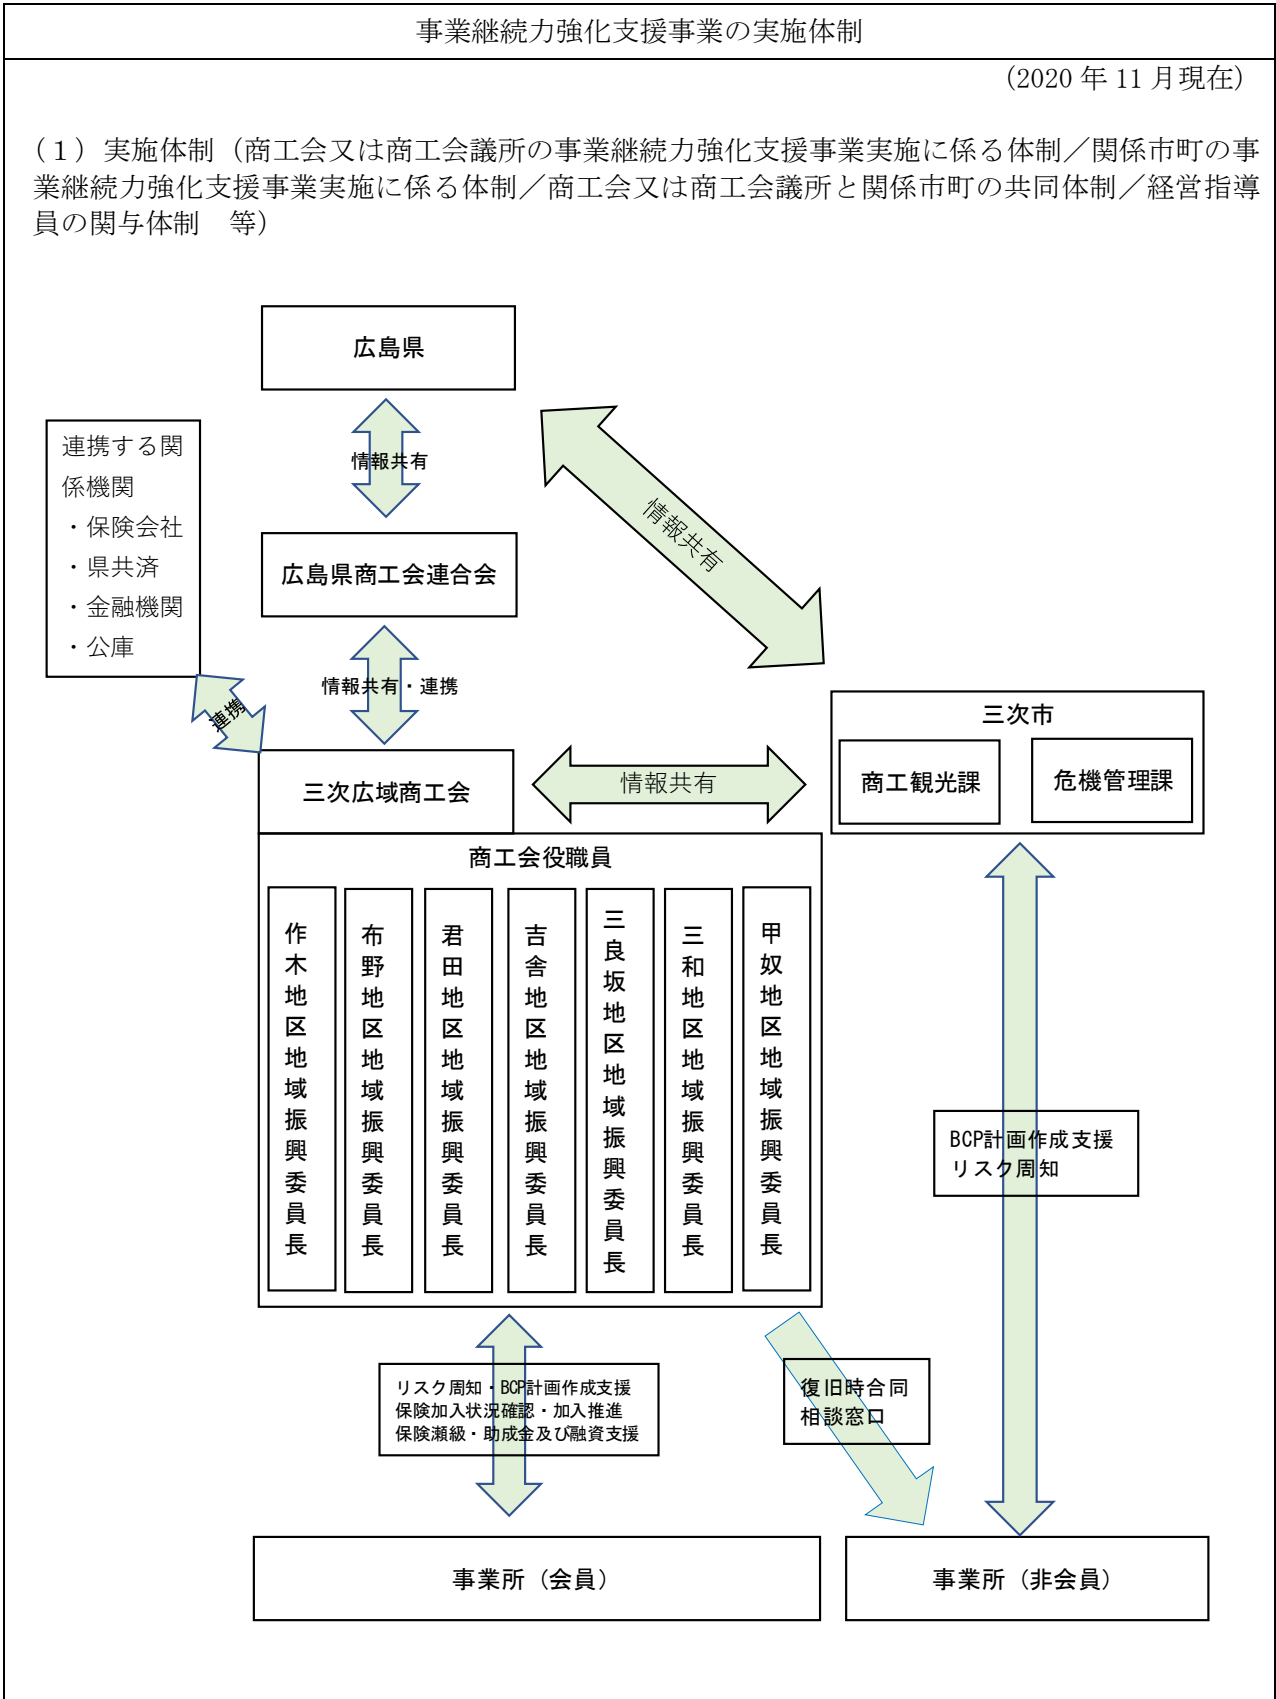 事業継続力強化支援事業の実施体制
（2020 年 11 月現在）
（１）実施体制（商工会又は商工会議所の事業継続力強化支援事業実施に係る体制／関係市町の事
業継続力強化支援事業実施に係る体制／商工会又は商工会議所と関係市町の共同体制／経営指導
員の関与体制　等）
広島県
情報共有
連携する関
係機関
・保険会社
・県共済
・金融機関
・公庫
情報共有
広島県商工会連合会
情報共有・連携
連携
三次市
商工観光課
危機管理課
三次広域商工会
情報共有
商工会役職員
作木地区地域振興委員長
布野地区地域振興委員長
君田地区地域振興委員長
吉舎地区地域振興委員長
三良坂地区地域振興委員長
三和地区地域振興委員長
甲奴地区地域振興委員長
BCP計画作成支援
リスク周知
リスク周知・BCP計画作成支援
保険加入状況確認・加入推進
保険瀬級・助成金及び融資支援
復旧時合同
相談窓口
事業所（会員）
事業所（非会員）